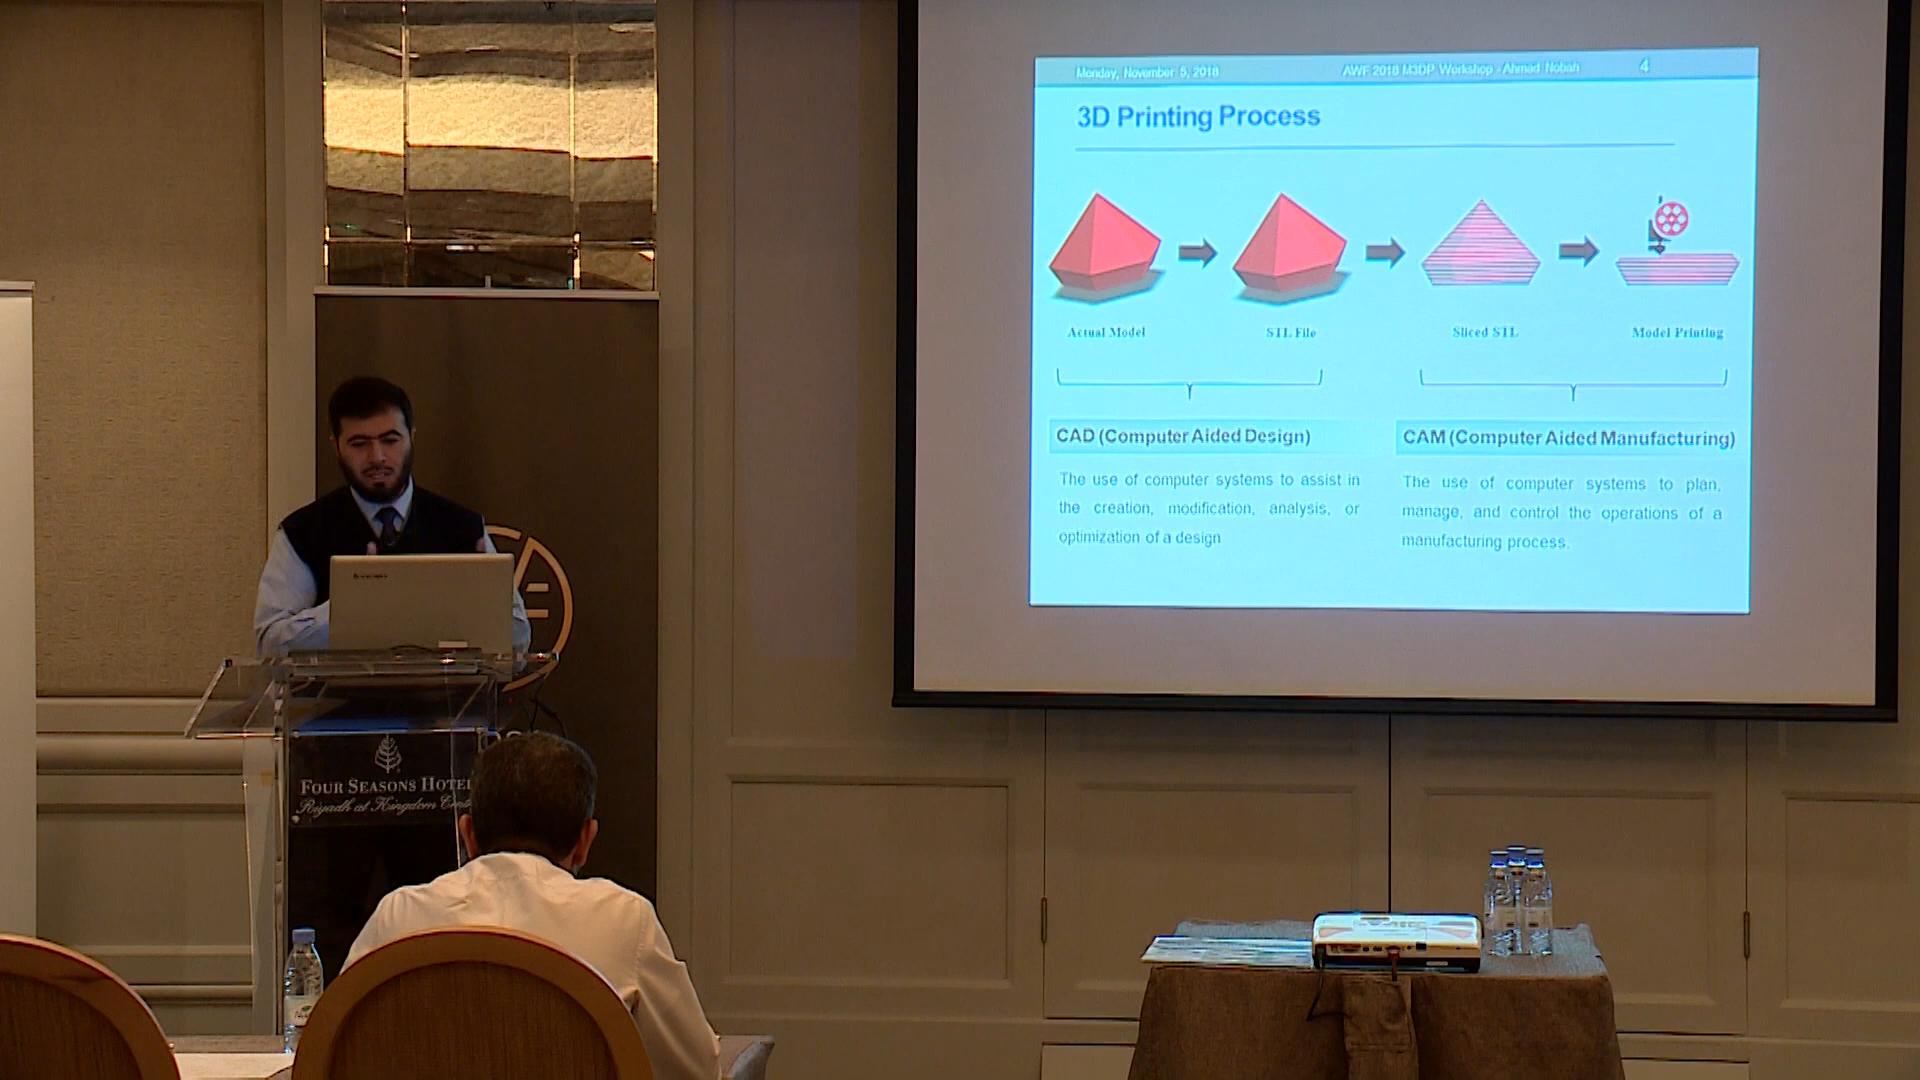 Monday, November 5, 2018
AWF 2018 M3DP Workshop - Ahmad Nobah
4
3D Printing Process
Actual Model
STL File
Sliced STL
Model Printing
CAD (Computer Aided Design)
The use of computer systems to assist in
the creation, modification, analysis, or
optimization of a design
CAM (Computer Aided Manufacturing)
The use of computer systems to plan,
manage, and control the operations of a
manufacturing process.
FOUR SEASONS HOTEL
Riyadh at Kingdom